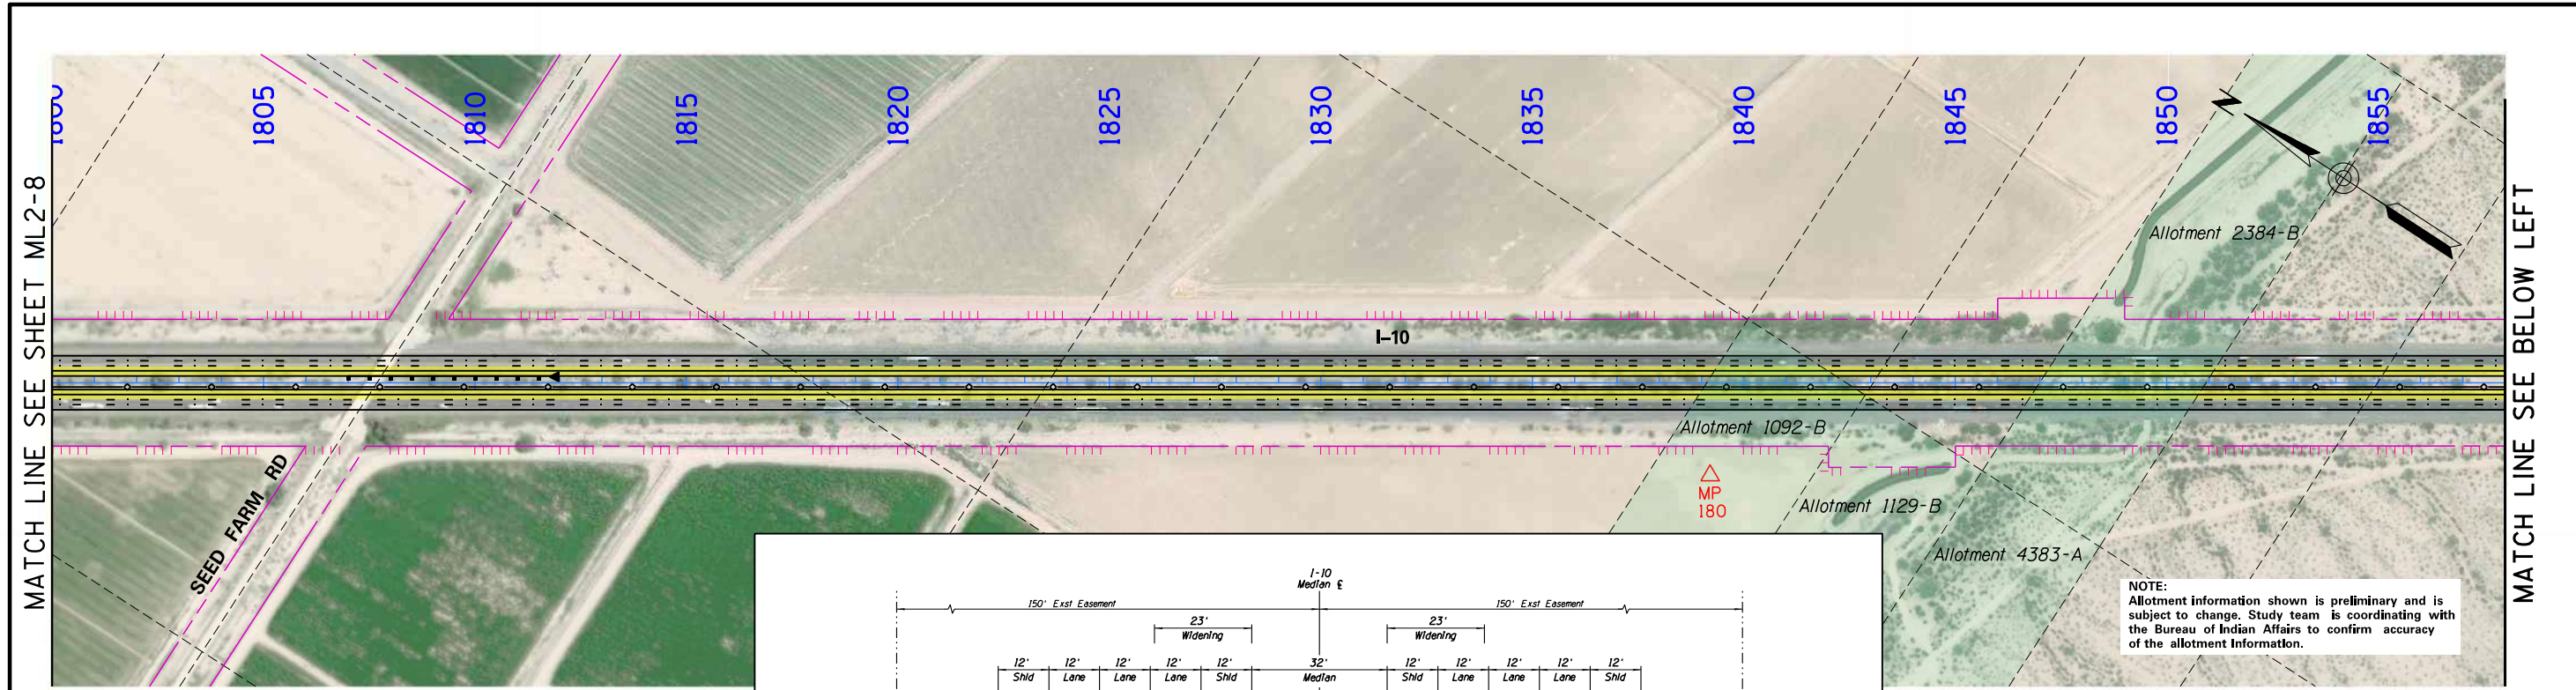 MATCH LINE SEE SHEET ML2-8
1800
1805
1810
1815
1820
1825
1830
1835
1840
1845
1850
1855
N
MATCH LINE SEE BELOW LEFT
Allotment 2384-B
I-10
Allotment 1092-B
SEED FARM RD
MP
180
Allotment 1129-B
Allotment 4383-A
NOTE:
Allotment information shown is preliminary and is
subject to change. Study team is coordinating with
the Bureau of Indian Affairs to confirm accuracy
of the allotment Information.
I-10
Median ℄
150' Exst Easement
150' Exst Easement
23'
Widening
23'
Widening
12' 12' 12' 12' 12' 32' 12' 12' 12' 12' 12'
Shld Lane Lane Lane Shld Median Shld Lane Lane Lane Shld